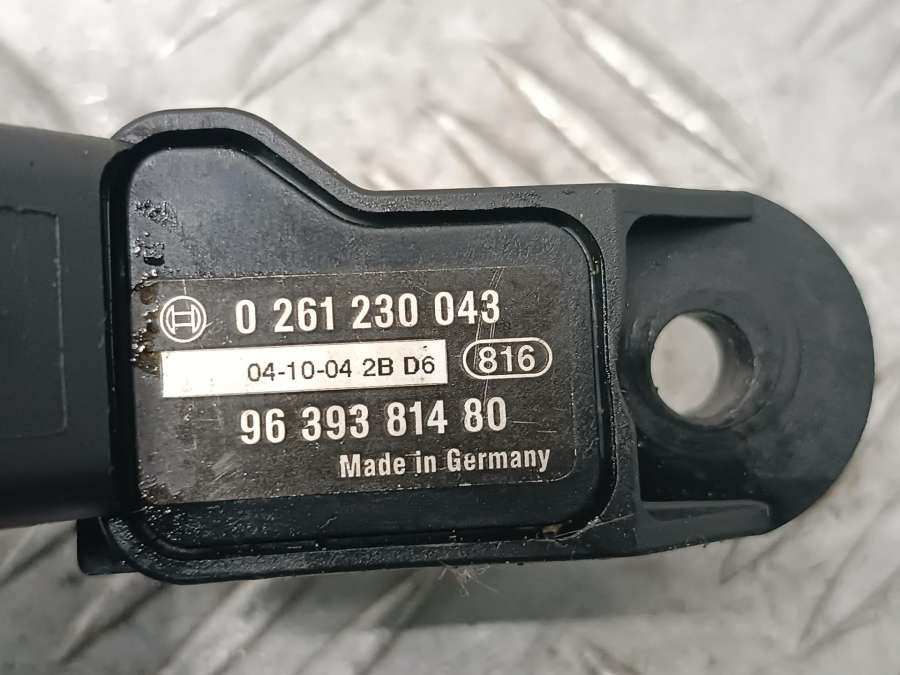 0 261 230 043
04-10-04 2B D6 816
96 393 814 80
Made in Germany